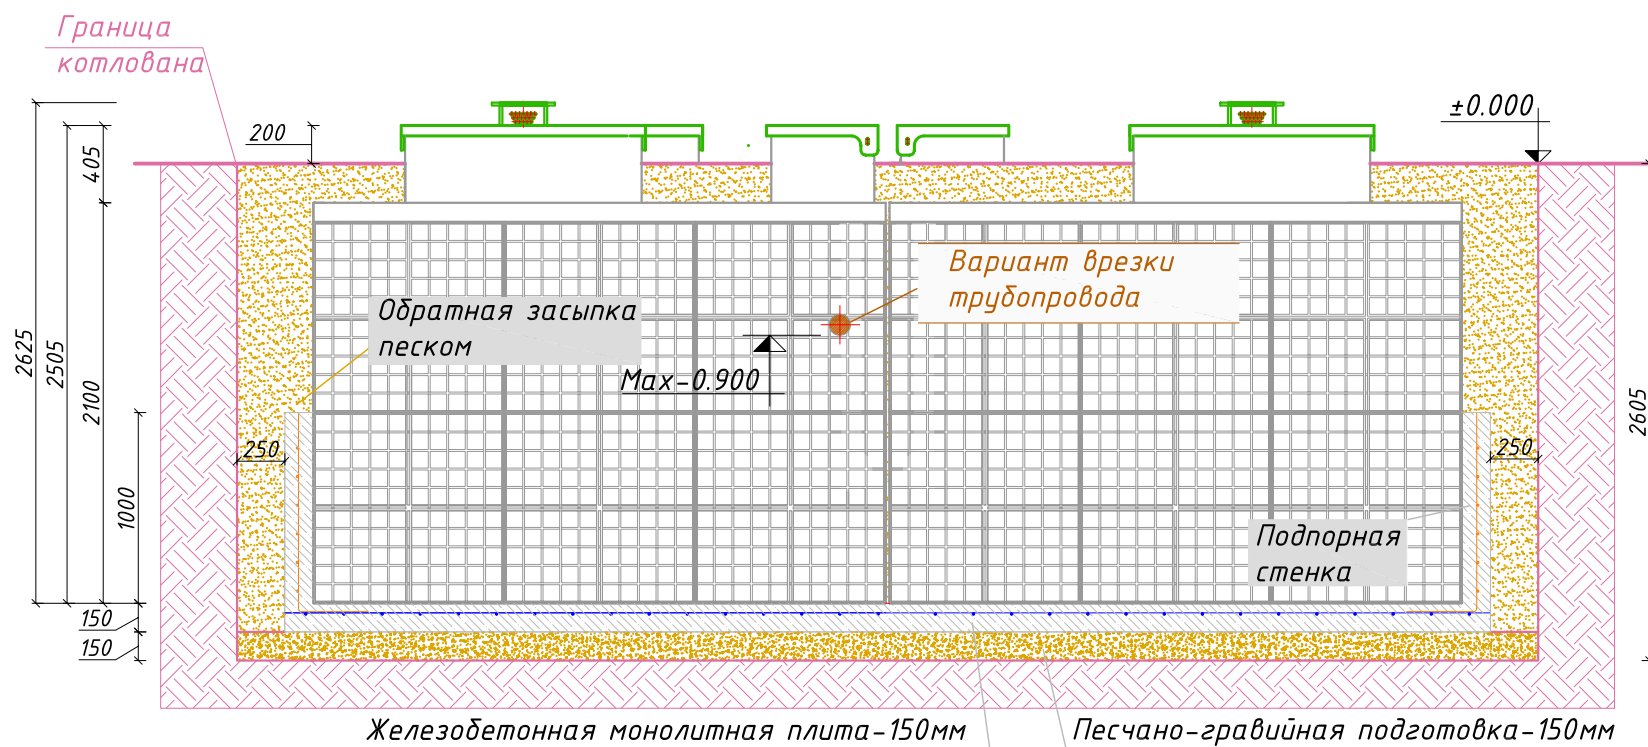 Граница
котлована
200
±0.000
405
2625
2505
2100
Вариант врезки
трубопровода
Обратная засыпка
песком
Max-0.900
2605
250
250
1000
Подпорная
стенка
150
150
Железобетонная монолитная плита-150мм
Песчано-гравийная подготовка-150мм